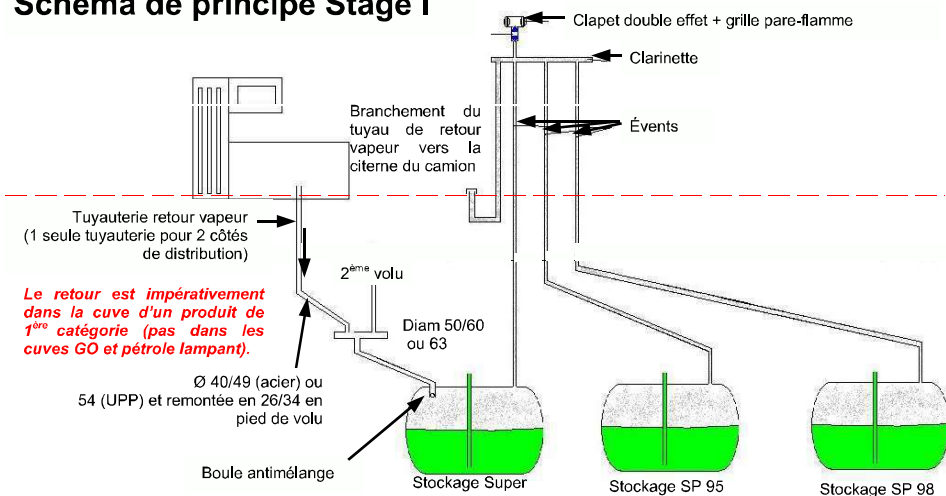 Schéma de principe Stage I
Clapet double effet + grille pare-flamme
Clarinette
Branchement du
tuyau de retour
vapeur vers la
citerne du camion
Évents
Tuyauterie retour vapeur
(1 seule tuyauterie pour 2 côtés
de distribution)
2ème volu
Le retour est impérativement
dans la cuve d'un produit de
1ère catégorie (pas dans les
cuves GO et pétrole lampant).
Diam 50/60
ou 63
Ø 40/49 (acier) ou
54 (UPP) et remontée en 26/34 en
pied de volu
Boule antimélange
Stockage Super
Stockage SP 95
Stockage SP 98